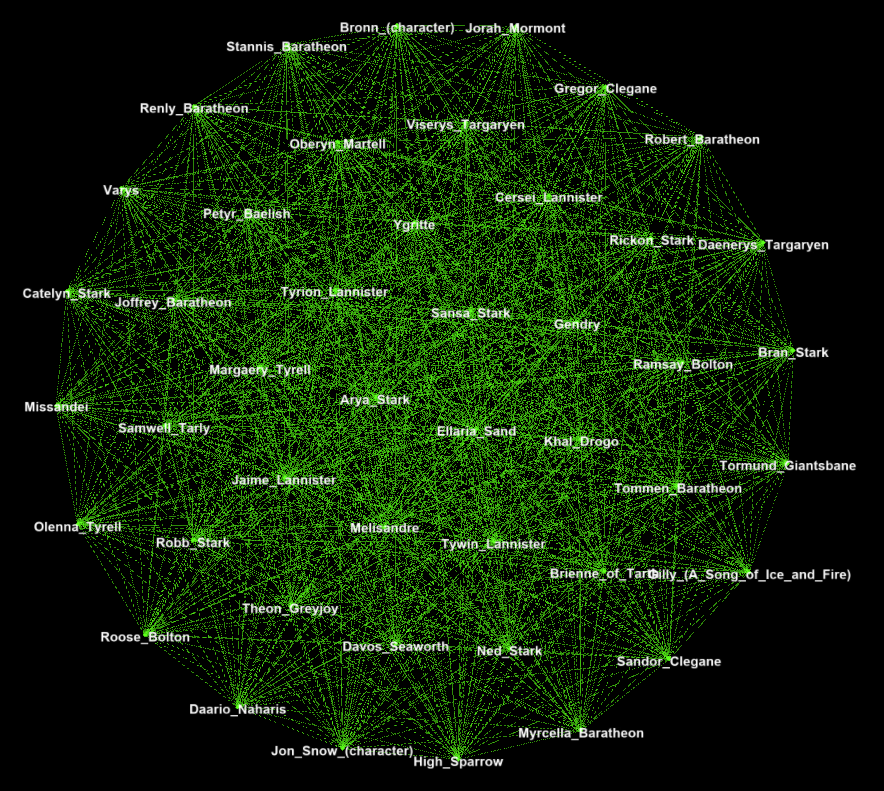 Bronn_(character)
Jorah_Mormont
Stannis_Baratheon
Gregor_Clegane
Renly_Baratheon
Viserys_Targaryen
Robert_Baratheon
Oberyn_Martell
Varys
Cersei_Lannister
Petyr_Baelish
Ygritte
Rickon_Stark
Daenerys_Targaryen
Catelyn_Stark
Joffrey_Baratheon
Tyrion_Lannister
Sansa_Stark
Gendry
Bran_Stark
Ramsay_Bolton
Margaery_Tyrell
Arya_Stark
Missandei
Samwell_Tarly
Ellaria_Sand
Khal_Drogo
Tormund_Giantsbane
Jaime_Lannister
Tommen_Baratheon
Olenna_Tyrell
Melisandre
Robb_Stark
Tywin_Lannister
Brienne_of_Tarth
Gilly_(A_Song_of_Ice_and_Fire)
Theon_Greyjoy
Roose_Bolton
Davos_Seaworth
Ned_Stark
Sandor_Clegane
Daario_Naharis
Myrcella_Baratheon
Jon_Snow_(character)
High_Sparrow